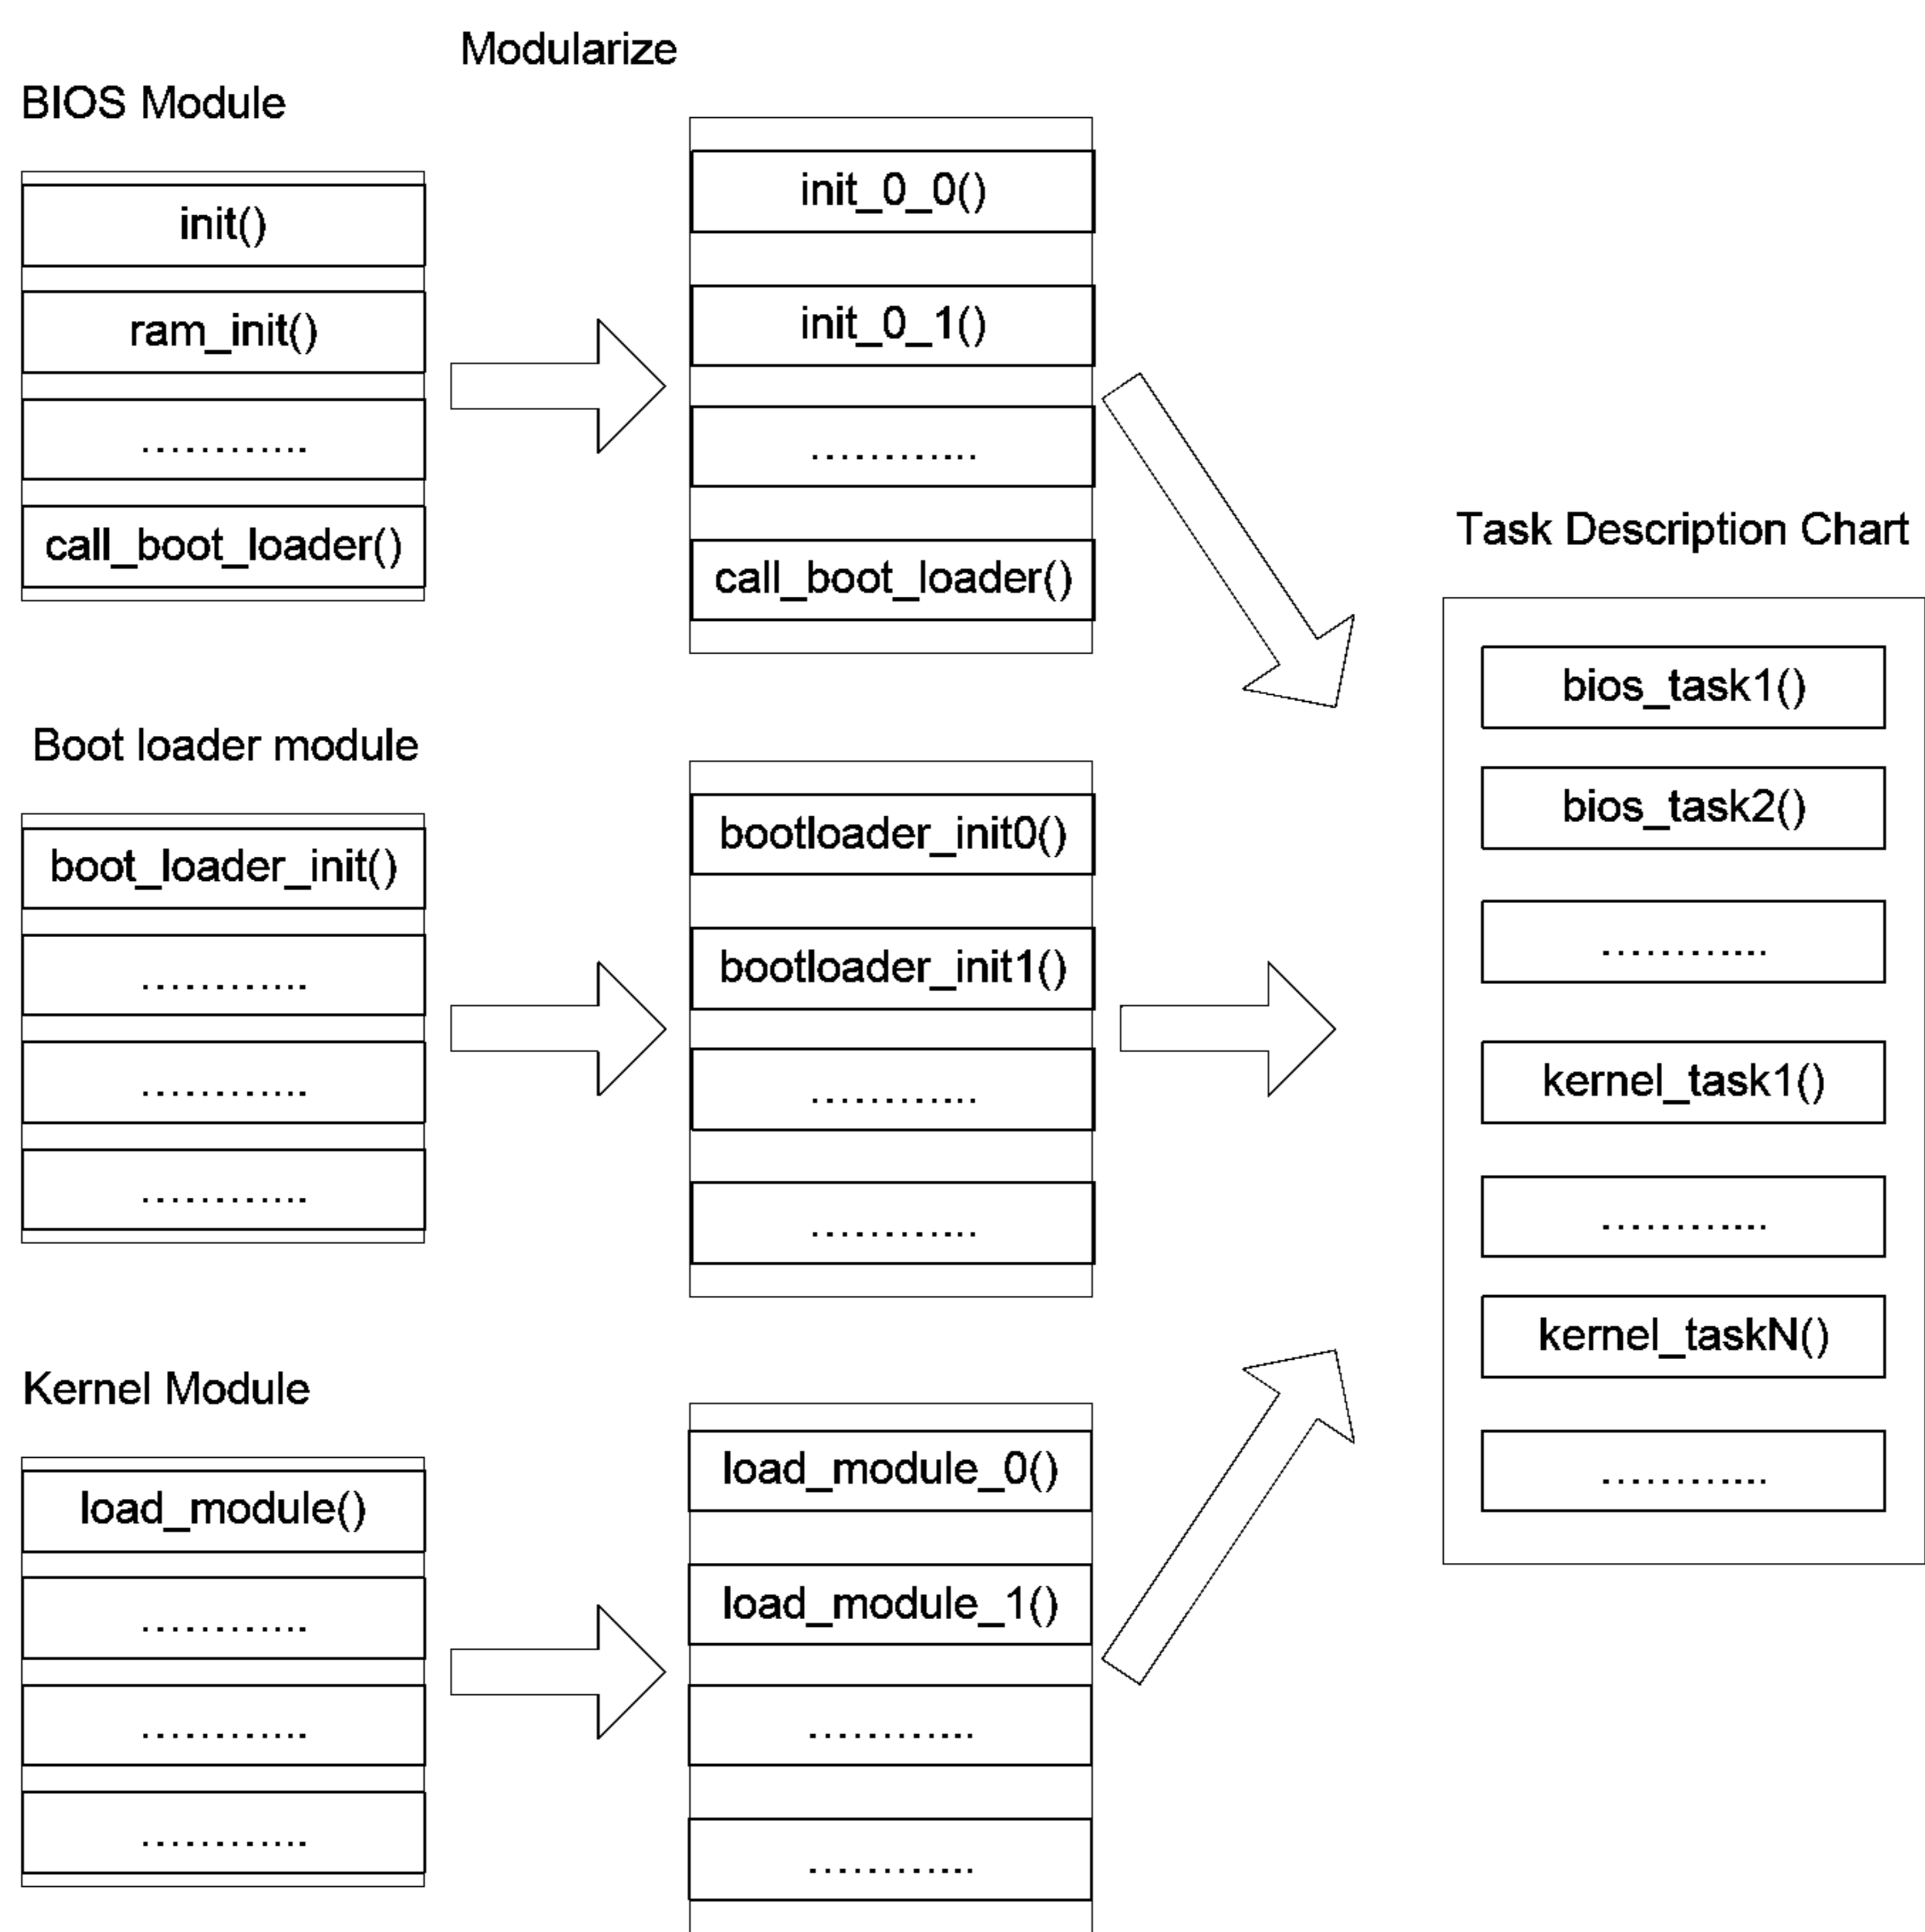 Modularize
BIOS Module
init()
ram_init()
............
call_boot_loader()
init_0_0()
init_0_1()
............
call_boot_loader()
Boot loader module
boot_loader_init()
............
............
............
bootloader_init0()
bootloader_init1()
............
............
Kernel Module
load_module()
............
............
............
load_module_0()
load_module_1()
............
............
Task Description Chart
bios_task1()
bios_task2()
............
kernel_task1()
............
kernel_taskN()
............